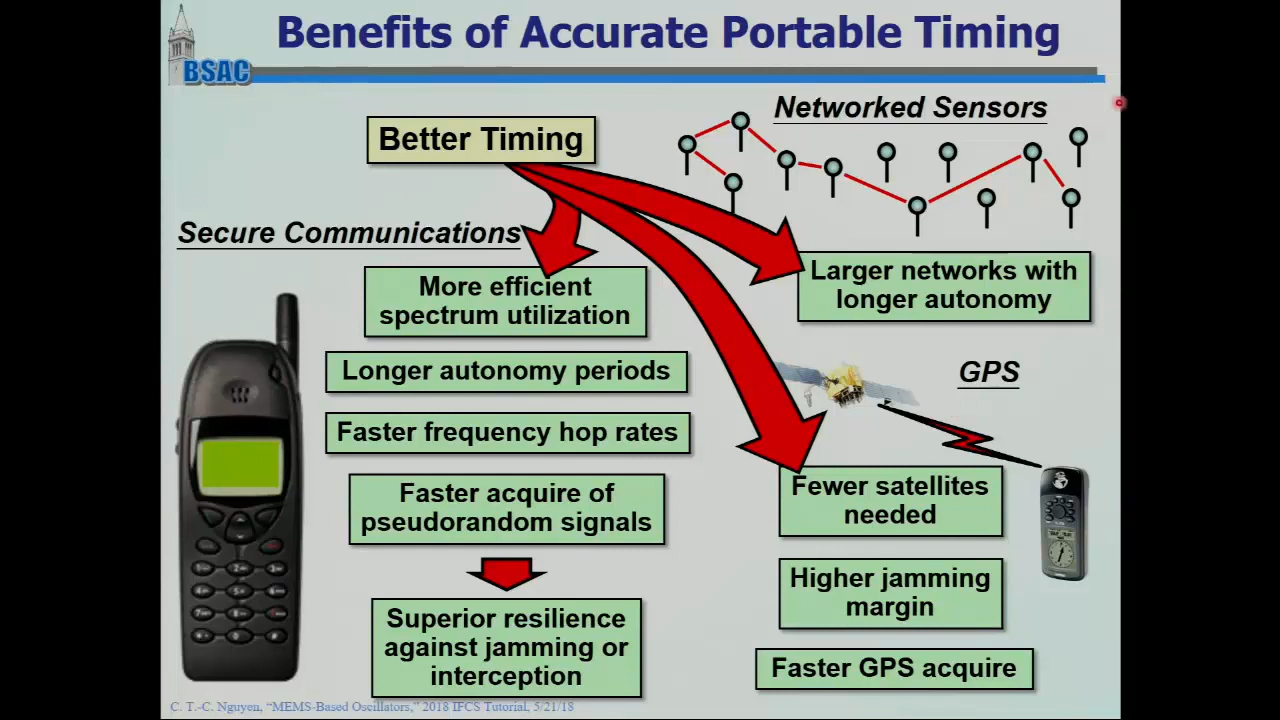 Benefits of Accurate Portable Timing
BSAC
Better Timing
Networked Sensors
Secure Communications
More efficient
spectrum utilization
Longer autonomy periods
Faster frequency hop rates
Faster acquire of
pseudorandom signals
Superior resilience
against jamming or
interception
Larger networks with
longer autonomy
GPS
Fewer satellites
needed
Higher jamming
margin
Faster GPS acquire
C. T.-C. Nguyen, “MEMS-Based Oscillators,” 2018 IFCS Tutorial, 5/21/18